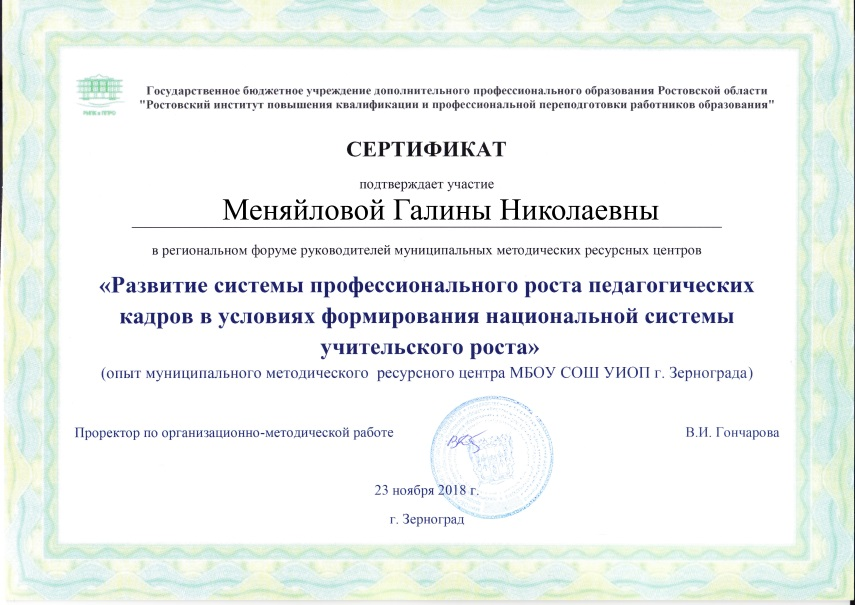 Государственное бюджетное учреждение дополнительного профессионального образования Ростовской области
"Ростовский институт повышения квалификации и профессиональной переподготовки работников образования"
РИПК и ППРО
СЕРТИФИКАТ
подтверждает участие
Меняйловой Галины Николаевны
в региональном форуме руководителей муниципальных методических ресурсных центров
«Развитие системы профессионального роста педагогических
кадров в условиях формирования национальной системы
учительского роста»
(опыт муниципального методического ресурсного центра МБОУ СОШ УИОП г. Зернограда)
Проректор по организационно-методической работе
В.И. Гончарова
23 ноября 2018 г.
г. Зерноград